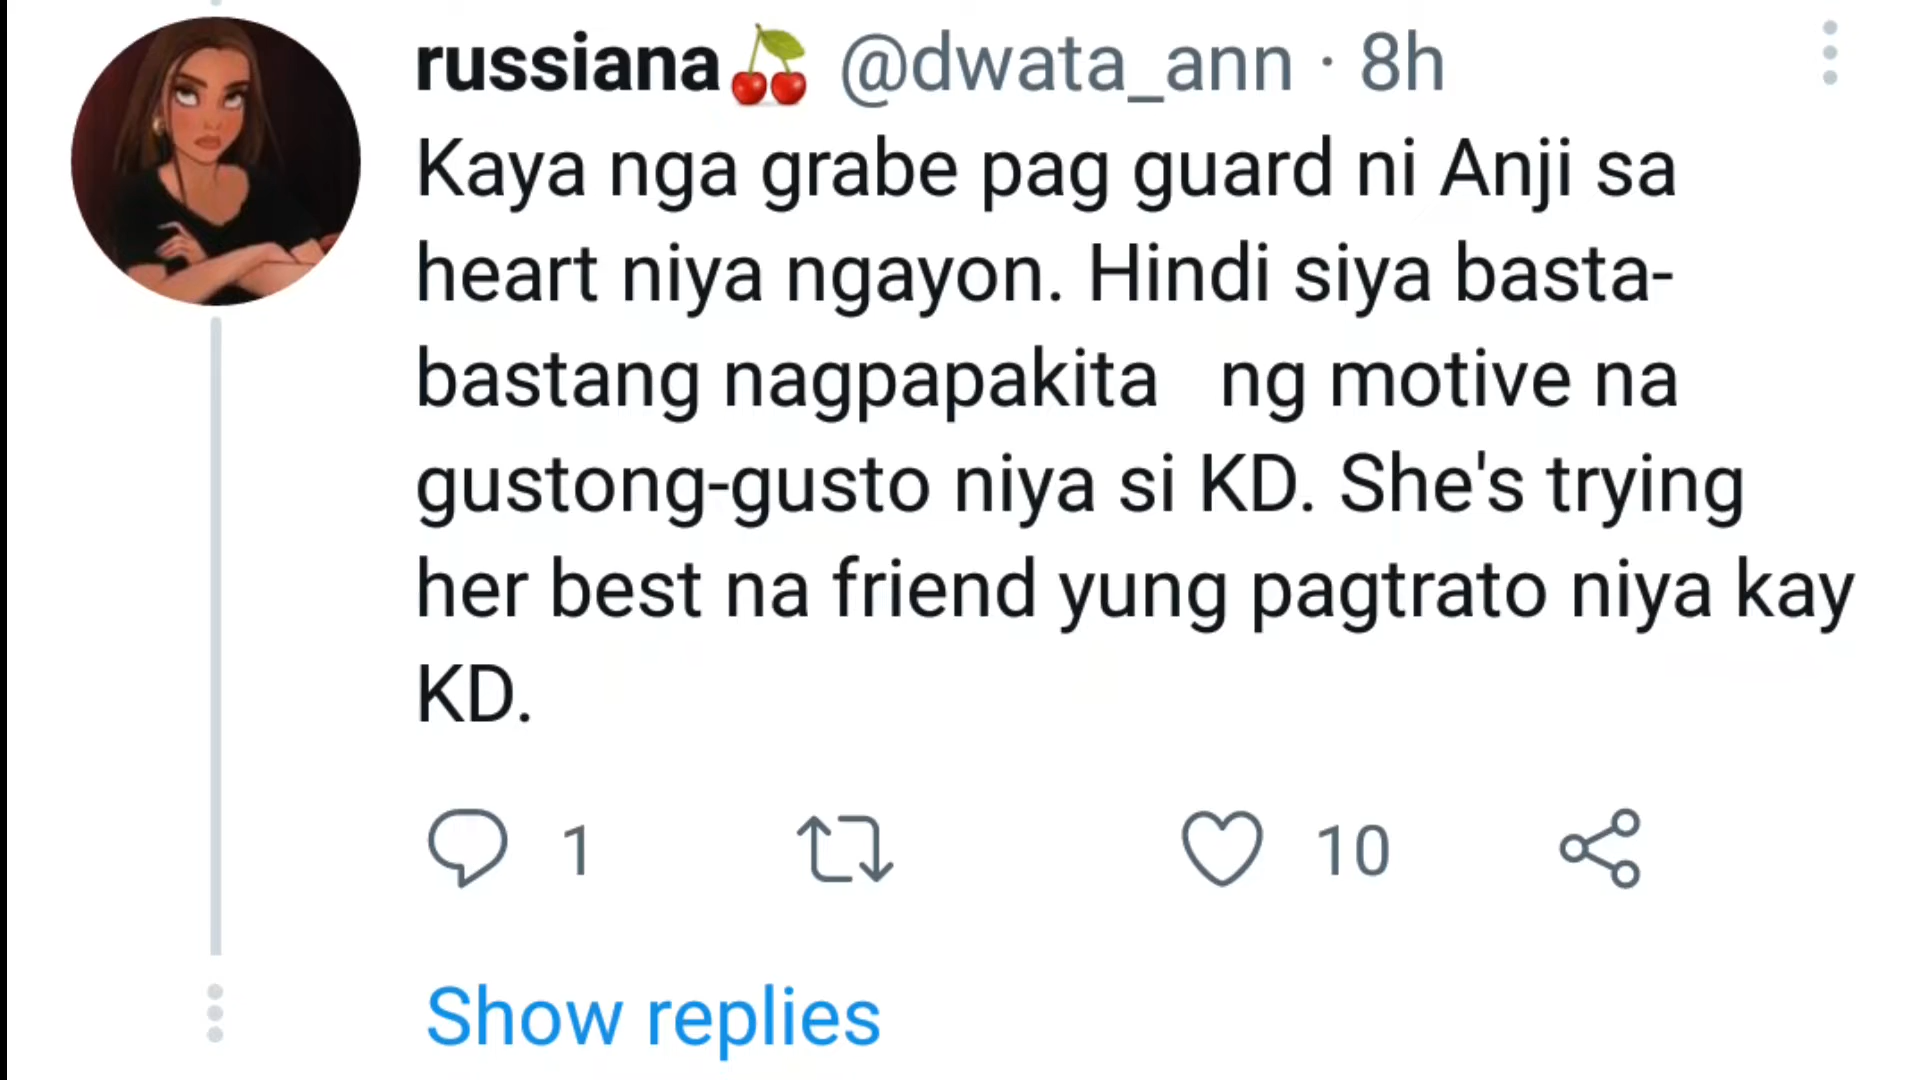 russiana🍒 @dwata_ann · 8h
Kaya nga grabe pag guard ni Anji sa
heart niya ngayon. Hindi siya basta-
bastang nagpapakita ng motive na
gustong-gusto niya si KD. She's trying
her best na friend yung pagtrato niya kay
KD.
1 10
Show replies